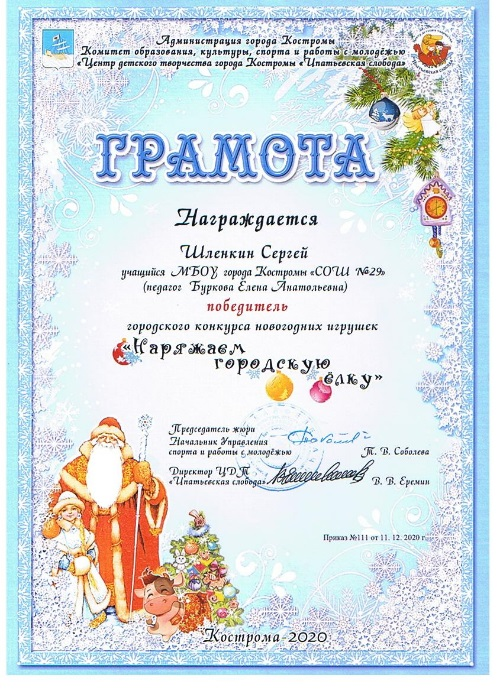 Администрация города Костромы
Комитет образования, культуры, спорта и работы с молодёжью
«Центр детского творчества города Костромы «Ипатьевская слобода»
ГРАМОТА
Награждается
Шленкин Сергей
учащийся МБОУ города Костромы «СОШ №29»
(педагог Буркова Елена Анатольевна)
победитель
городского конкурса новогодних игрушек
«Наряжаем
городскую
ёлку»
Председатель жюри
Начальник Управления
спорта и работы с молодёжью Т. В. Соболева
Директор ЦДТ
«Ипатьевская слобода» В. В. Еремин
Приказ №111 от 11. 12. 2020 г.
Кострома 2020